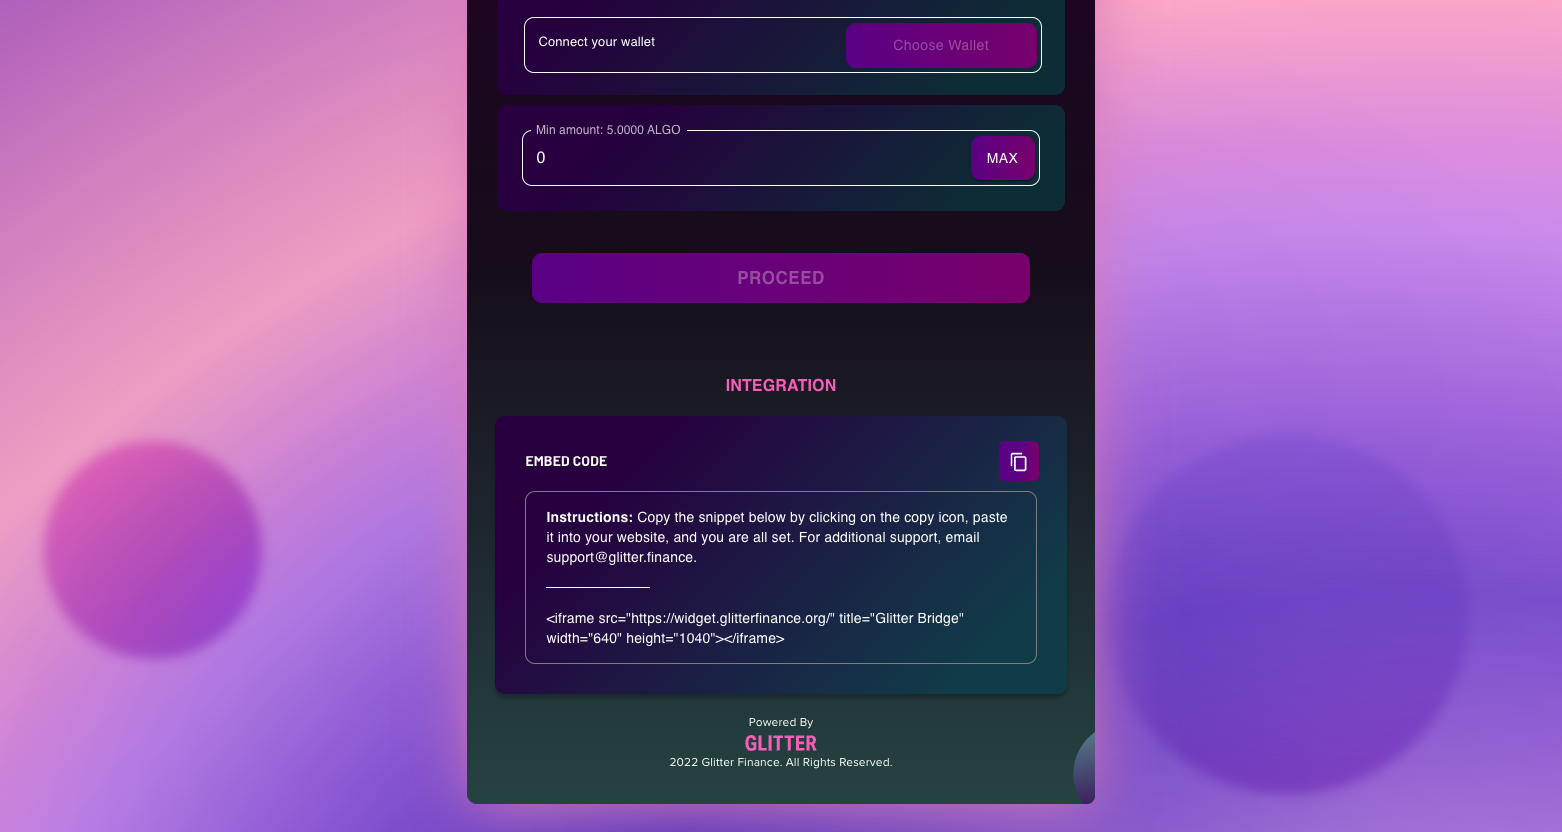 Connect your wallet
Choose Wallet
Min amount: 5.0000 ALGO
0
MAX
PROCEED
INTEGRATION
EMBED CODE
Instructions: Copy the snippet below by clicking on the copy icon, paste
it into your website, and you are all set. For additional support, email
support@glitter.finance.
<iframe src="https://widget.glitterfinance.org/" title="Glitter Bridge"
width="640" height="1040"></iframe>
Powered By
GLITTER
2022 Glitter Finance. All Rights Reserved.